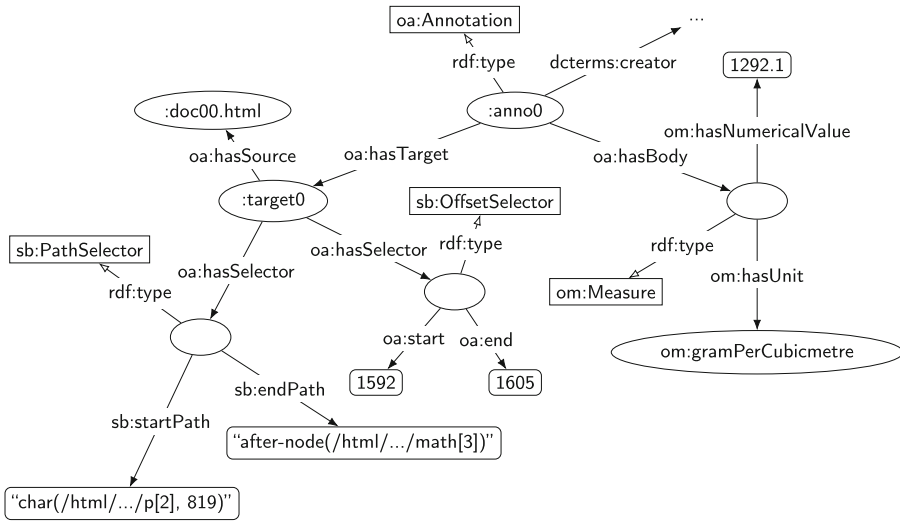 oa:Annotation
...
rdf:type
dcterms:creator
1292.1
:doc00.html
:anno0
om:hasNumericalValue
oa:hasSource
oa:hasTarget
oa:hasBody
:target0
sb:OffsetSelector
sb:PathSelector
oa:hasSelector
rdf:type
rdf:type
oa:hasSelector
om:hasUnit
rdf:type
om:Measure
oa:start
oa:end
om:gramPerCubicmetre
1592
1605
sb:endPath
sb:startPath
“after-node(/html/.../math[3])”
“char(/html/.../p[2], 819)”